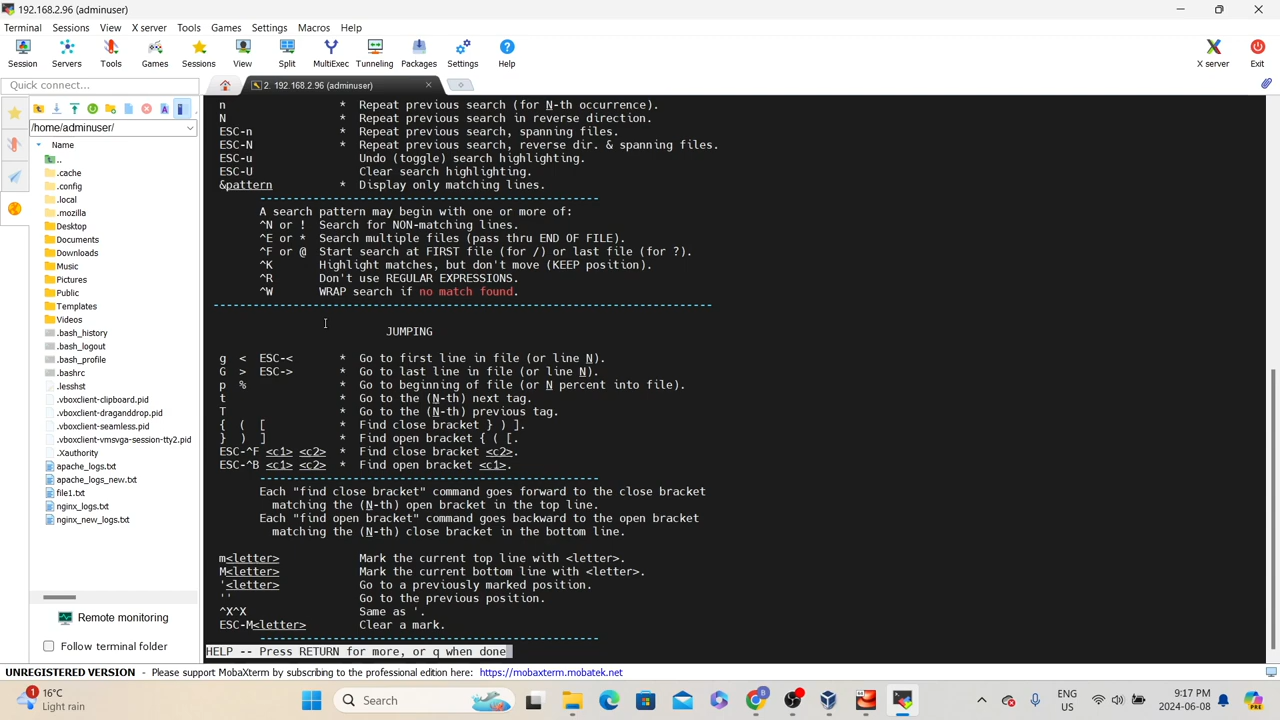 192.168.2.96 (adminuser)
Terminal Sessions View X server Tools Games Settings Macros Help
Session Servers Tools Games Sessions View Split MultiExec Tunneling Packages Settings Help X server Exit
Quick connect...
2. 192.168.2.96 (adminuser)
/home/adminuser/
Name
..
.cache
.config
.local
.mozilla
Desktop
Documents
Downloads
Music
Pictures
Public
Templates
Videos
.bash_history
.bash_logout
.bash_profile
.bashrc
.lesshst
.vboxclient-clipboard.pid
.vboxclient-draganddrop.pid
.vboxclient-seamless.pid
.vboxclient-vmsvga-session-tty2.pid
.Xauthority
apache_logs.txt
apache_logs_new.txt
file1.txt
nginx_logs.txt
nginx_new_logs.txt
Remote monitoring
Follow terminal folder
n * Repeat previous search (for N-th occurrence).
N * Repeat previous search in reverse direction.
ESC-n * Repeat previous search, spanning files.
ESC-N * Repeat previous search, reverse dir. & spanning files.
ESC-u Undo (toggle) search highlighting.
ESC-U Clear search highlighting.
&pattern * Display only matching lines.
---------------------------------------------------
A search pattern may begin with one or more of:
^N or ! Search for NON-matching lines.
^E or * Search multiple files (pass thru END OF FILE).
^F or @ Start search at FIRST file (for /) or last file (for ?).
^K Highlight matches, but don't move (KEEP position).
^R Don't use REGULAR EXPRESSIONS.
^W WRAP search if no match found.
---------------------------------------------------------------------------
JUMPING
g < ESC-< * Go to first line in file (or line N).
G > ESC-> * Go to last line in file (or line N).
p % * Go to beginning of file (or N percent into file).
t * Go to the (N-th) next tag.
T * Go to the (N-th) previous tag.
{ ( [ * Find close bracket } ) ].
} ) ] * Find open bracket { ( [.
ESC-^F <c1> <c2> * Find close bracket <c2>.
ESC-^B <c1> <c2> * Find open bracket <c1>.
---------------------------------------------------
Each "find close bracket" command goes forward to the close bracket
matching the (N-th) open bracket in the top line.
Each "find open bracket" command goes backward to the open bracket
matching the (N-th) close bracket in the bottom line.
m<letter> Mark the current top line with <letter>.
M<letter> Mark the current bottom line with <letter>.
'<letter> Go to a previously marked position.
'' Go to the previous position.
^X^X Same as '.
ESC-M<letter> Clear a mark.
---------------------------------------------------
HELP -- Press RETURN for more, or q when done
UNREGISTERED VERSION - Please support MobaXterm by subscribing to the professional edition here: https://mobaxterm.mobatek.net
1
16°C
Light rain
Search
ENG
US
9:17 PM
2024-06-08